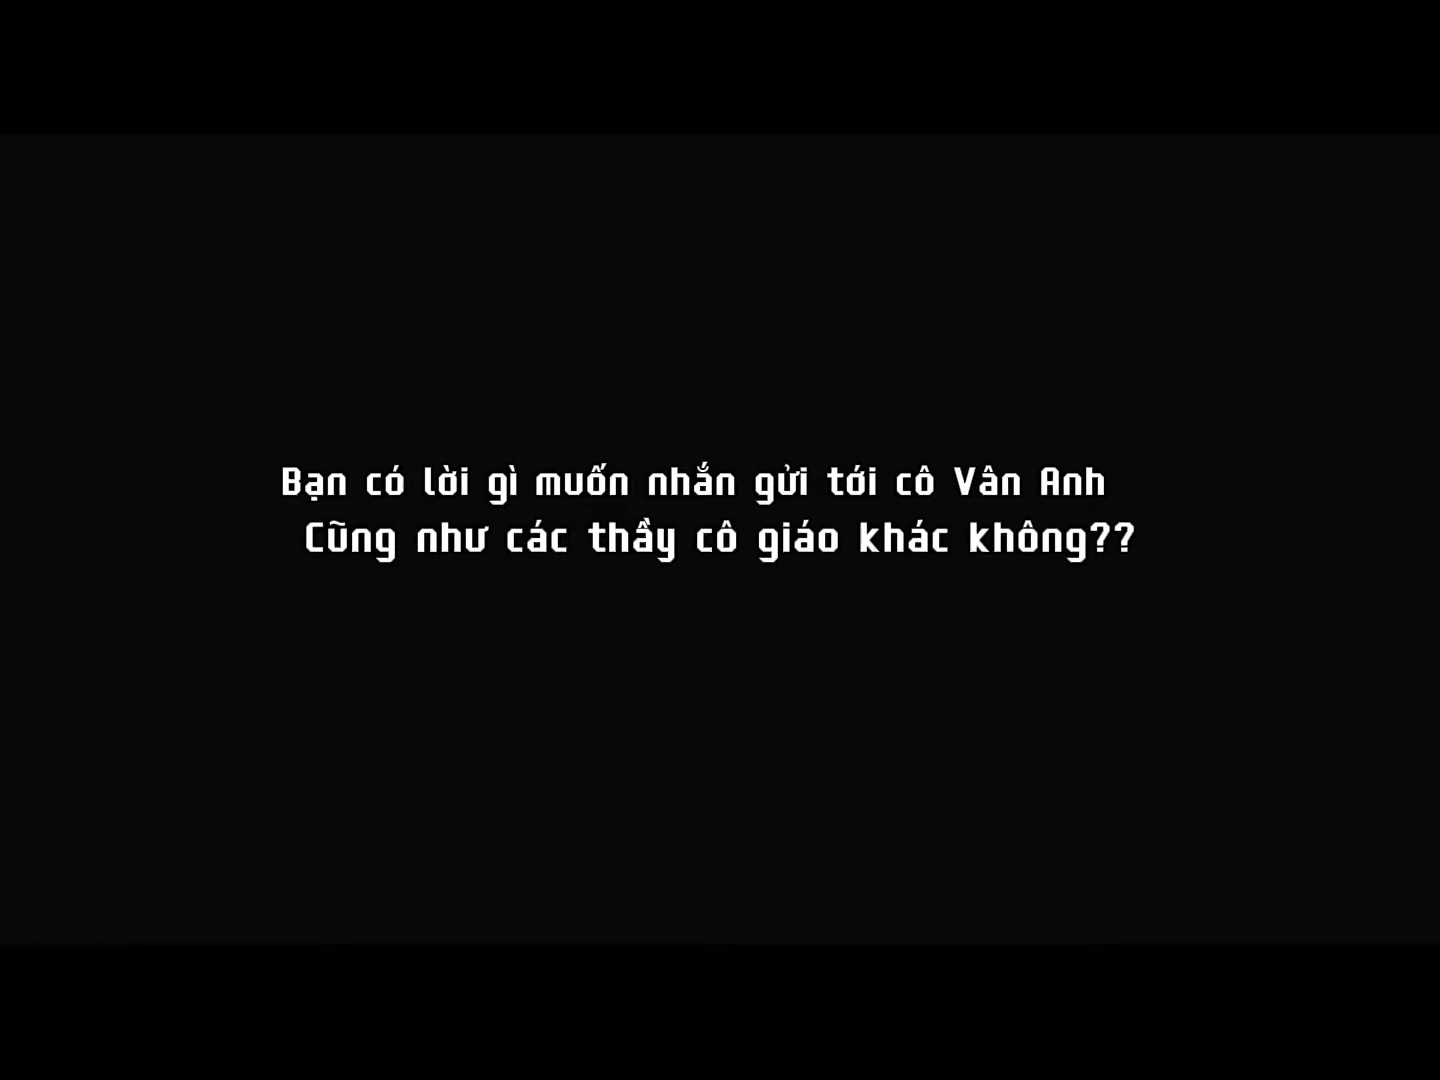 Bạn có lời gì muốn nhắn gửi tới cô Vân Anh
Cũng như các thầy cô giáo khác không??